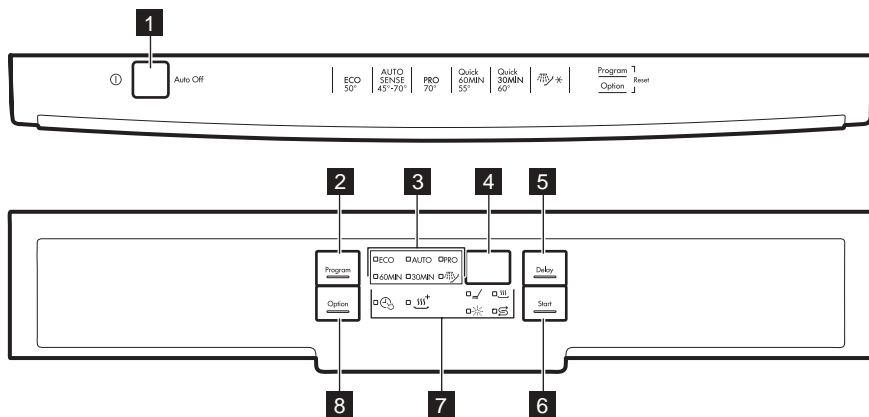 1
Auto Off
ECO
50°
AUTO
SENSE
45°-70°
PRO
70°
Quick
60MIN
55°
Quick
30MIN
60°
Program
Option
Reset
2
3
4
5
Program
ECO AUTO PRO
60MIN 30MIN
Delay
Option
Start
8
7
6